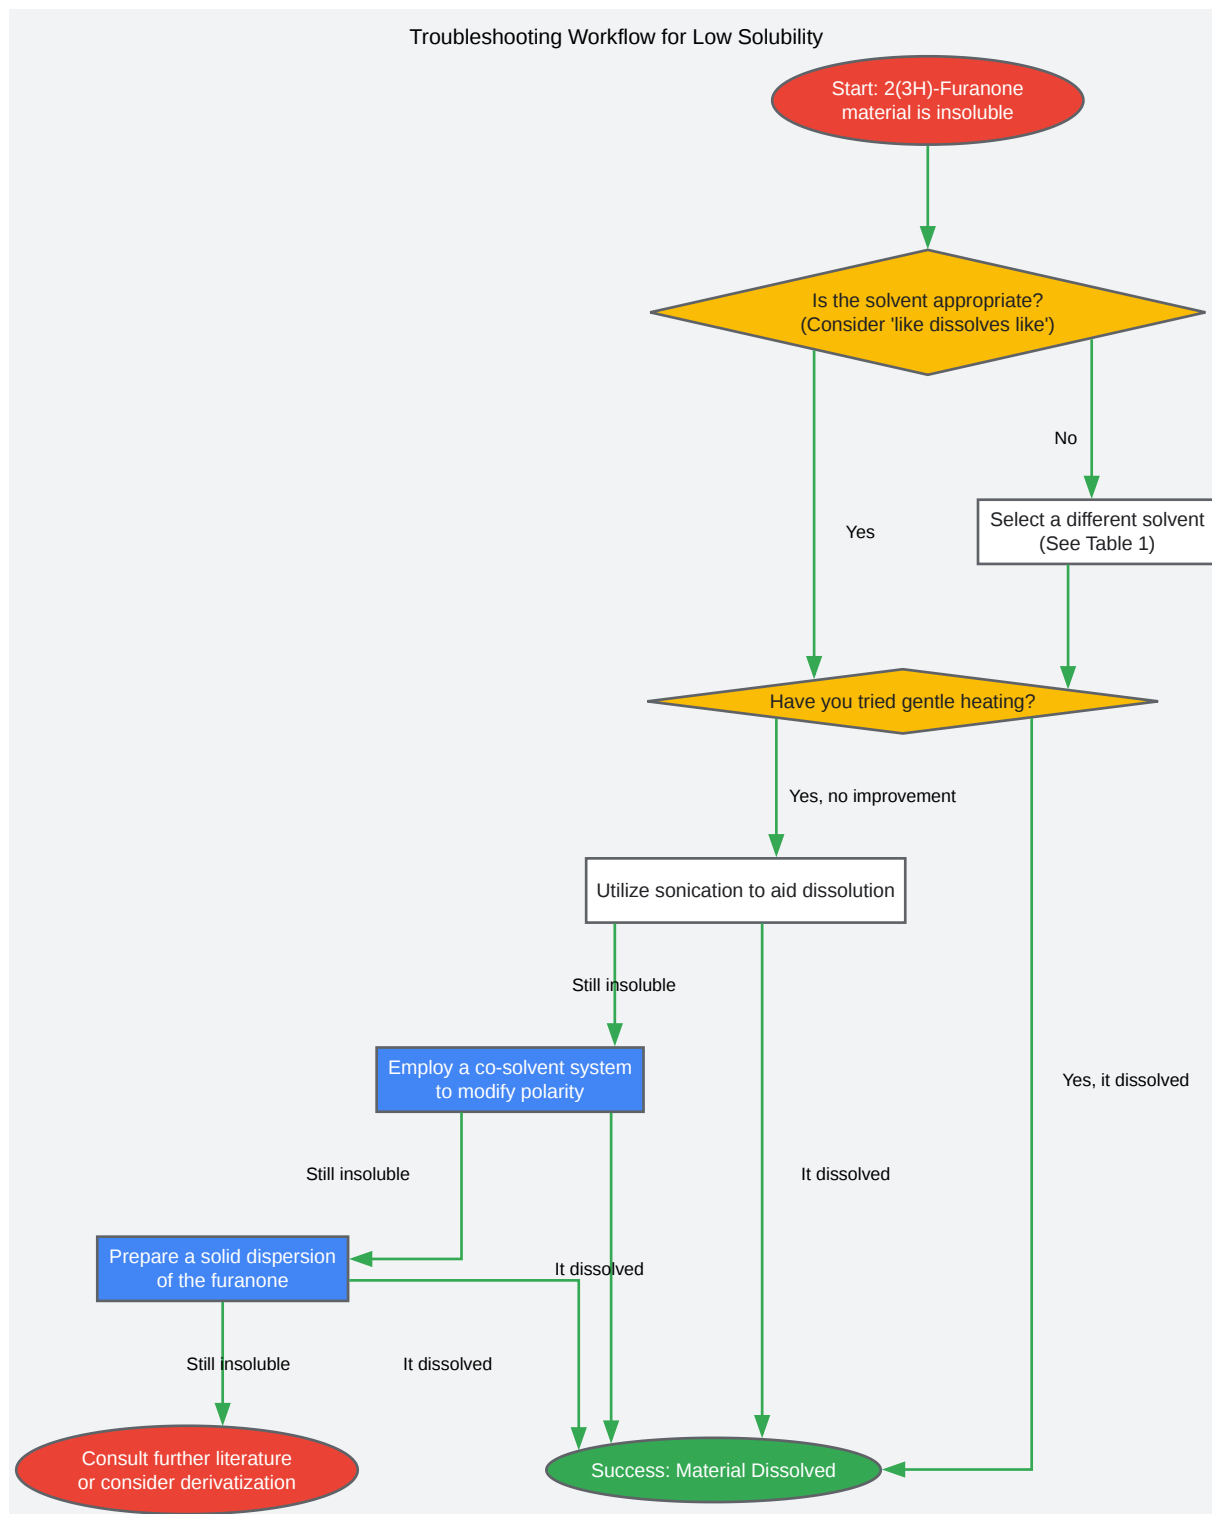 Troubleshooting Workflow for Low Solubility
Start: 2(3H)-Furanone
material is insoluble
Is the solvent appropriate?
(Consider 'like dissolves like')
No
Select a different solvent
(See Table 1)
Yes
Have you tried gentle heating?
Yes, no improvement
Utilize sonication to aid dissolution
Still insoluble
Employ a co-solvent system
to modify polarity
Yes, it dissolved
Still insoluble
It dissolved
Prepare a solid dispersion
of the furanone
It dissolved
Still insoluble
It dissolved
Consult further literature
or consider derivatization
Success: Material Dissolved